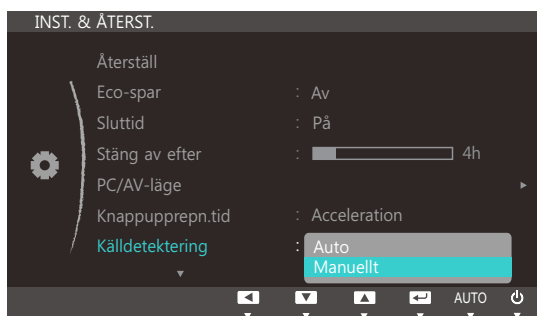 INST. & ÅTERST.
Återställ
Eco-spar : Av
Sluttid : På
Stäng av efter : 4h
PC/AV-läge
Knappupprepn.tid : Acceleration
Källdetektering : Auto
Manuellt
AUTO